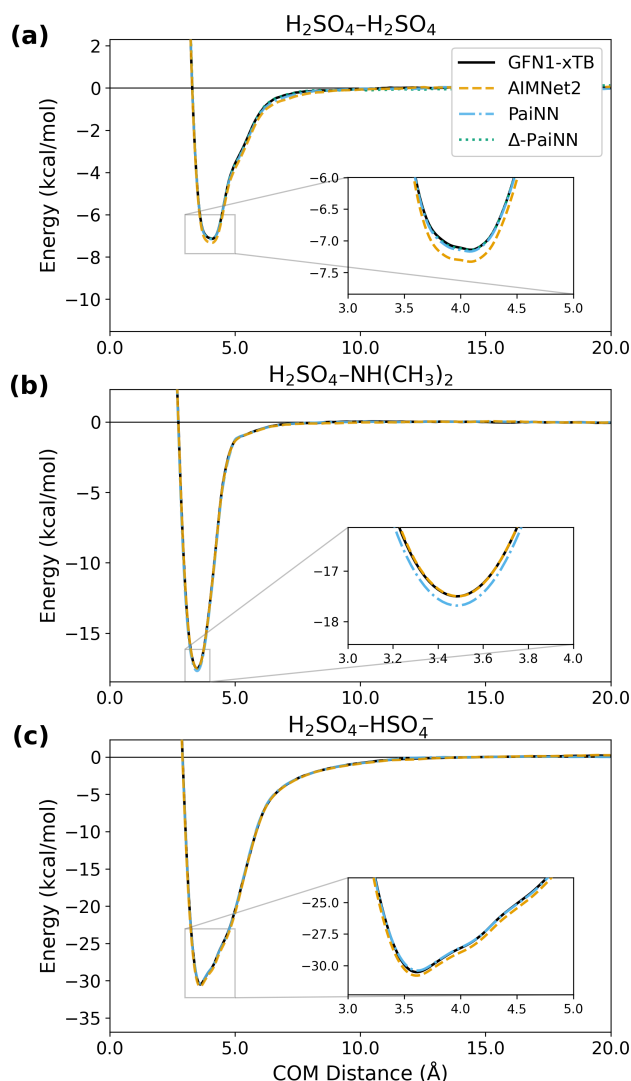 (a)
H₂SO₄–H₂SO₄
Energy (kcal/mol)
2
0
−2
−4
−6
−8
−10
GFN1-xTB
AIMNet2
PaiNN
Δ-PaiNN
−6.0
−6.5
−7.0
−7.5
3.0 3.5 4.0 4.5 5.0
0.0 5.0 10.0 15.0 20.0
(b)
H₂SO₄–NH(CH₃)₂
Energy (kcal/mol)
0
−5
−10
−15
−17
−18
3.0 3.2 3.4 3.6 3.8 4.0
0.0 5.0 10.0 15.0 20.0
(c)
H₂SO₄–HSO₄⁻
Energy (kcal/mol)
0
−5
−10
−15
−20
−25
−30
−35
−25.0
−27.5
−30.0
3.0 3.5 4.0 4.5 5.0
0.0 5.0 10.0 15.0 20.0
COM Distance (Å)